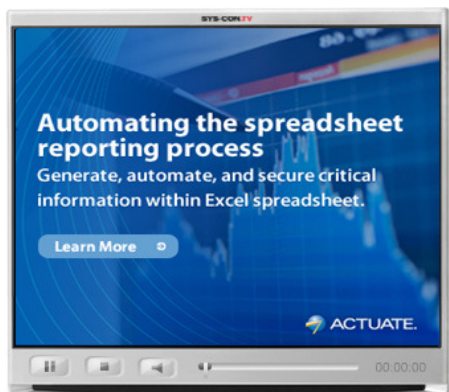 SYS-CON.TV
Automating the spreadsheet
reporting process
Generate, automate, and secure critical
information within Excel spreadsheet.
Learn More
ACTUATE.
00:00:00